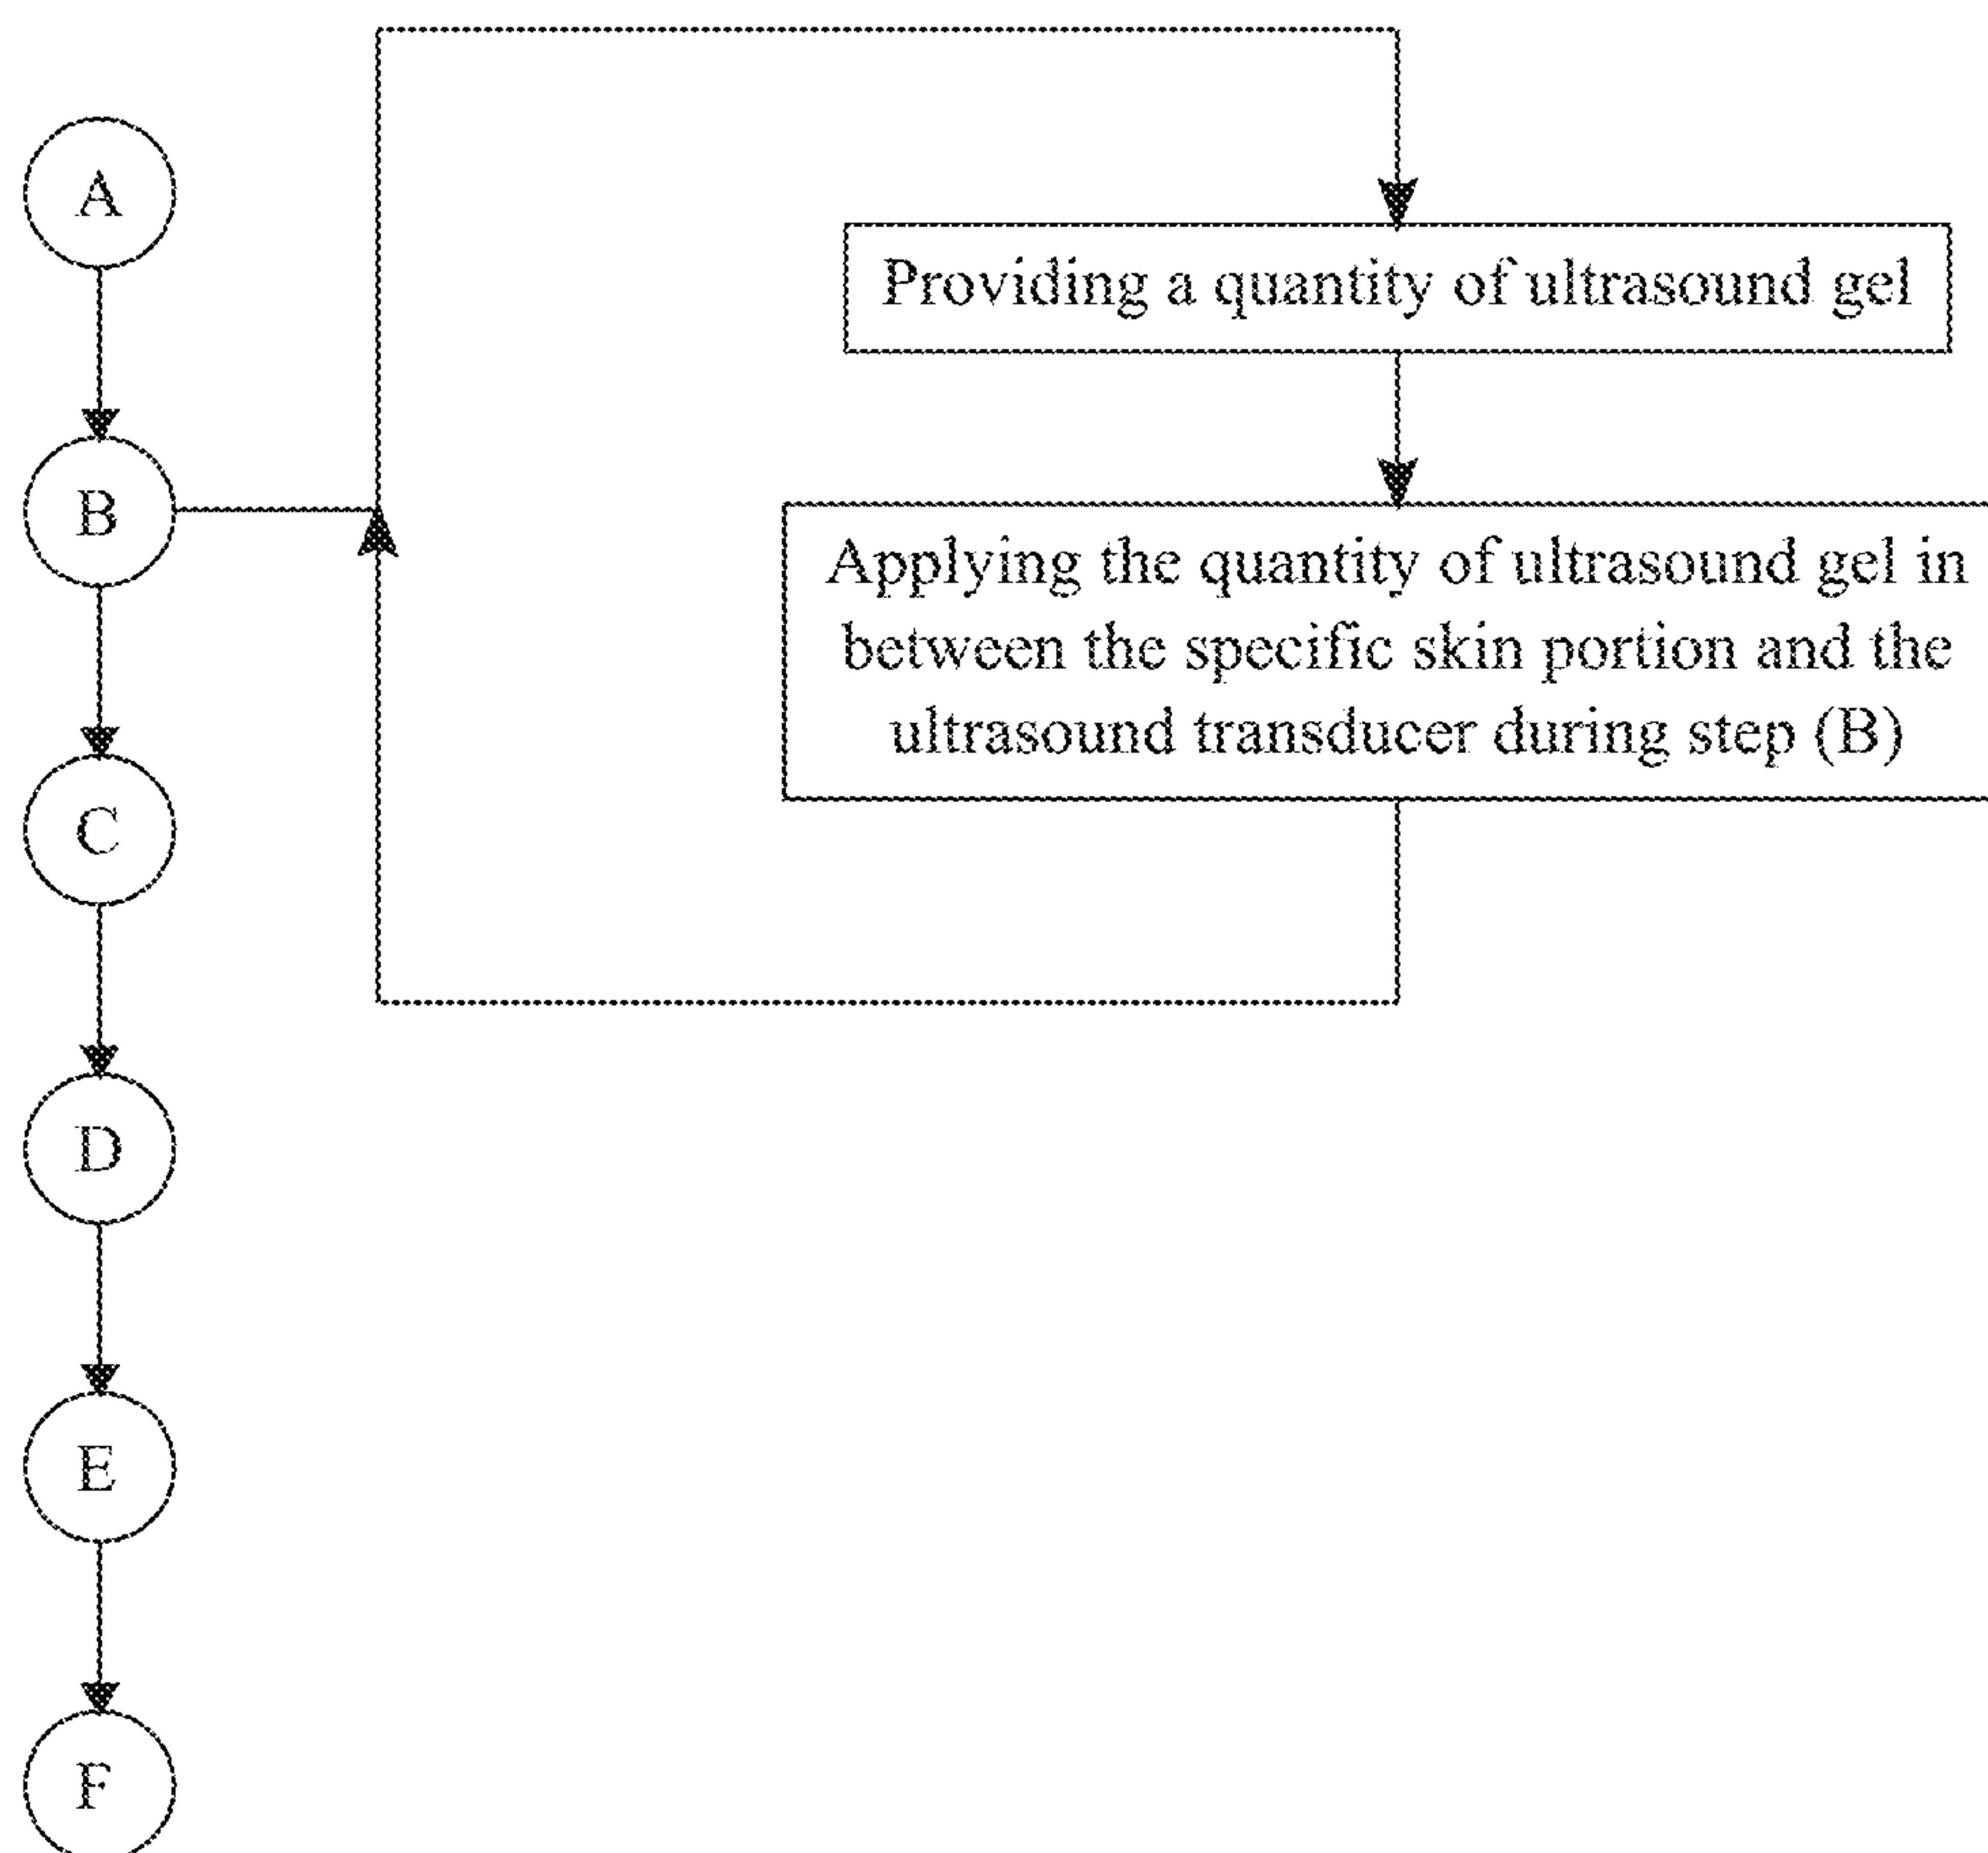 A
B
C
D
E
F
Providing a quantity of ultrasound gel
Applying the quantity of ultrasound gel in
between the specific skin portion and the
ultrasound transducer during step (B)